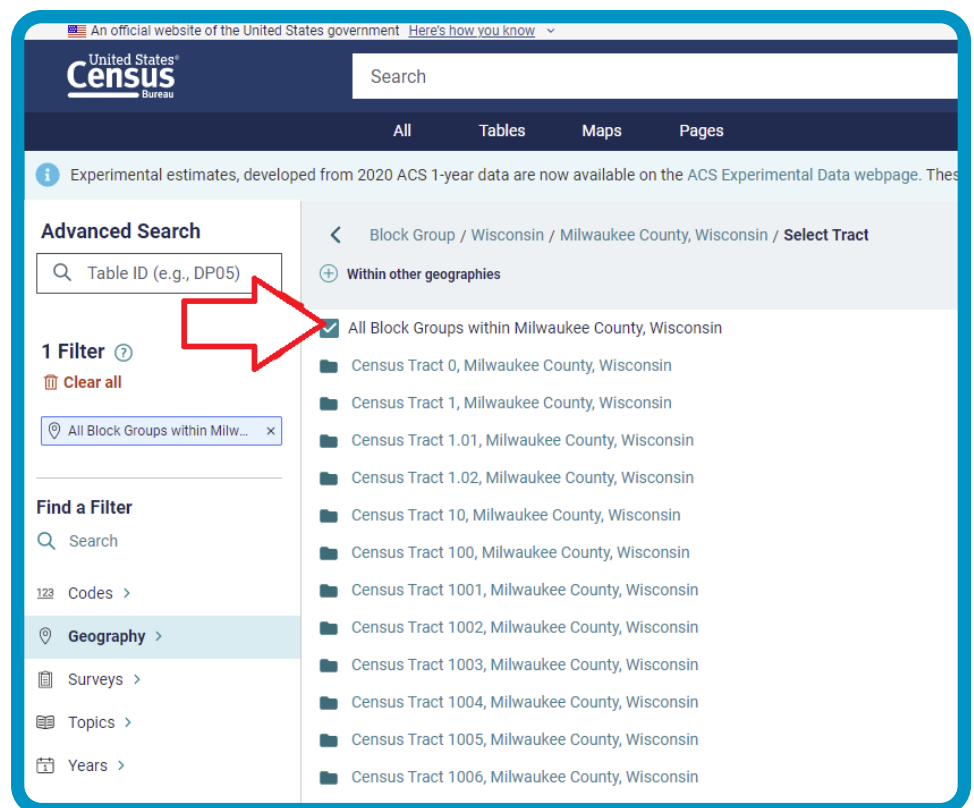 An official website of the United States government Here's how you know
United States®
Census
Bureau
Search
All Tables Maps Pages
Experimental estimates, developed from 2020 ACS 1-year data are now available on the ACS Experimental Data webpage. Thes
Advanced Search
Table ID (e.g., DP05)
1 Filter ?
Clear all
All Block Groups within Milw... ×
Find a Filter
Search
123 Codes >
Geography >
Surveys >
Topics >
1 Years >
Block Group / Wisconsin / Milwaukee County, Wisconsin / Select Tract
Within other geographies
All Block Groups within Milwaukee County, Wisconsin
Census Tract 0, Milwaukee County, Wisconsin
Census Tract 1, Milwaukee County, Wisconsin
Census Tract 1.01, Milwaukee County, Wisconsin
Census Tract 1.02, Milwaukee County, Wisconsin
Census Tract 10, Milwaukee County, Wisconsin
Census Tract 100, Milwaukee County, Wisconsin
Census Tract 1001, Milwaukee County, Wisconsin
Census Tract 1002, Milwaukee County, Wisconsin
Census Tract 1003, Milwaukee County, Wisconsin
Census Tract 1004, Milwaukee County, Wisconsin
Census Tract 1005, Milwaukee County, Wisconsin
Census Tract 1006, Milwaukee County, Wisconsin